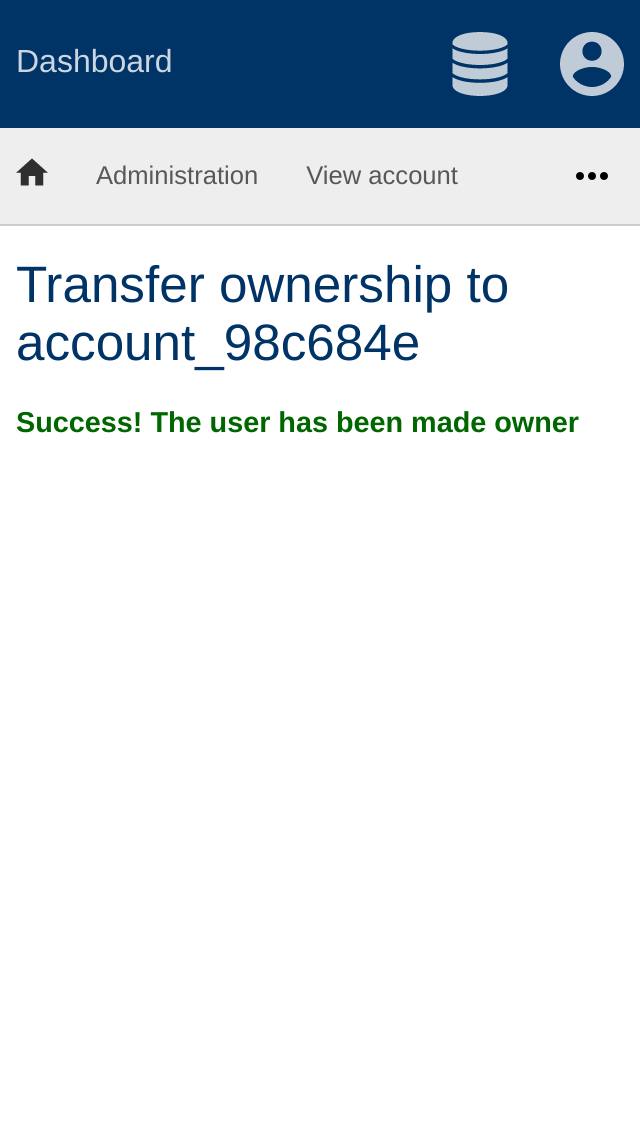 Dashboard
Administration View account
Transfer ownership to
account_98c684e
Success! The user has been made owner